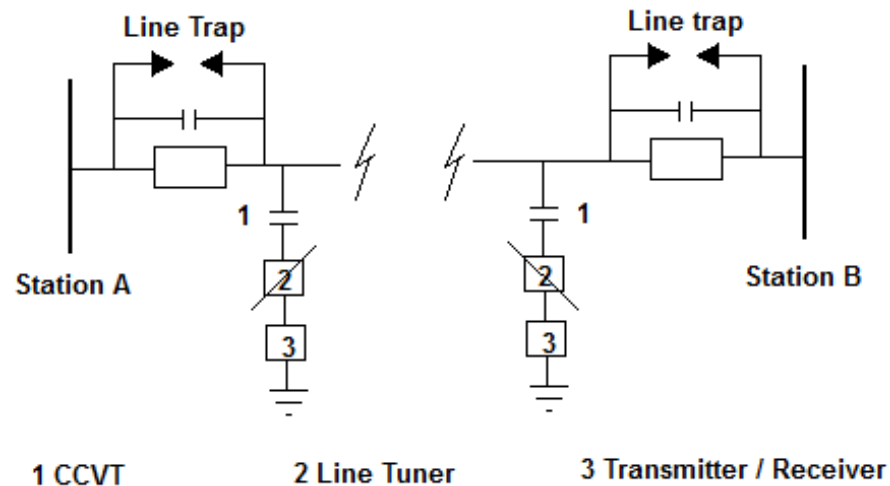 Line Trap
Line trap
1
1
2
2
Station A
Station B
3
3
1 CCVT
2 Line Tuner
3 Transmitter / Receiver